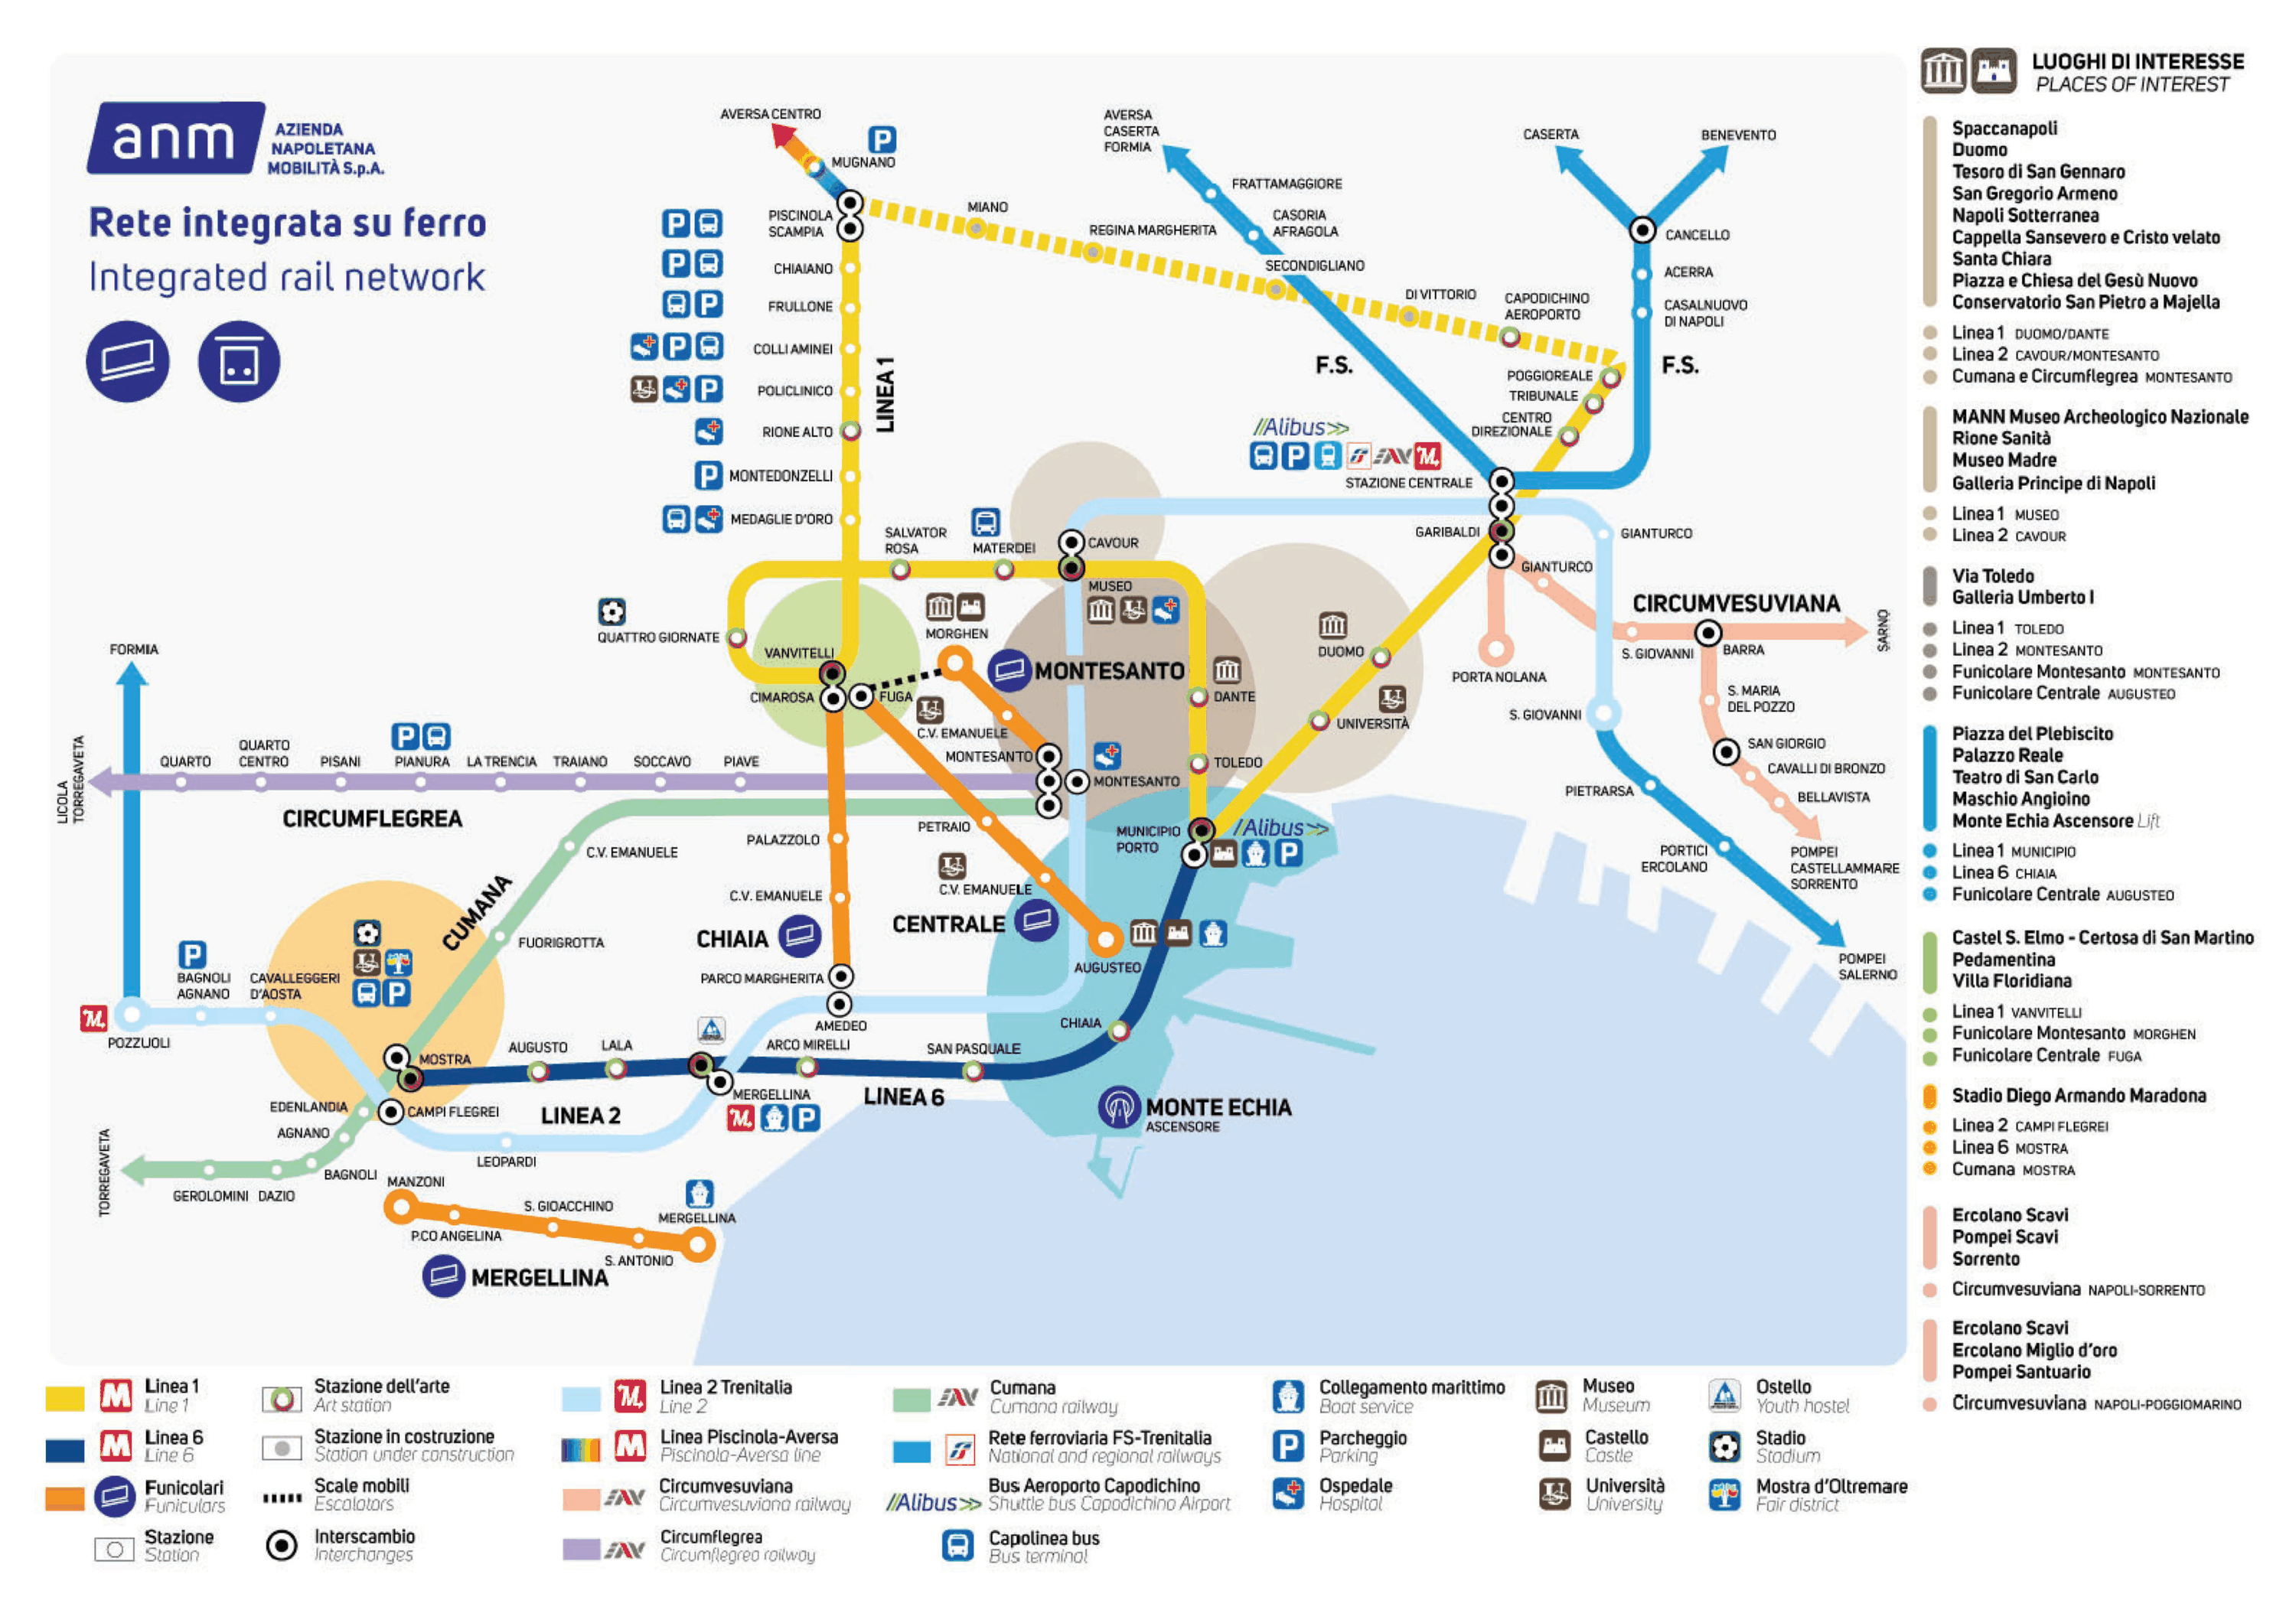 anm
AZIENDA
NAPOLETANA
MOBILITÀ S.p.A.
Rete integrata su ferro
Integrated rail network
AVERSA CENTRO
MUGNANO
PISCINOLA
SCAMPIA
CHIAIANO
FRULLONE
COLLI AMINEI
POLICLINICO
RIONE ALTO
MONTEDONZELLI
MEDAGLIE D'ORO
LINEA 1
MIANO
REGINA MARGHERITA
SECONDIGLIANO
DI VITTORIO
CAPODICHINO
AEROPORTO
POGGIOREALE
TRIBUNALE
CENTRO
DIREZIONALE
AVERSA
CASERTA
FORMIA
FRATTAMAGGIORE
CASORIA
AFRAGOLA
CASERTA
BENEVENTO
CANCELLO
ACERRA
CASALNUOVO
DI NAPOLI
F.S.
F.S.
//Alibus>>
STAZIONE CENTRALE
GARIBALDI
GIANTURCO
GIANTURCO
SALVATOR
ROSA
MATERDEI
CAVOUR
MUSEO
QUATTRO GIORNATE
VANVITELLI
CIMAROSA
FUGA
MORGHEN
MONTESANTO
C.V. EMANUELE
MONTESANTO
MONTESANTO
DANTE
TOLEDO
DUOMO
UNIVERSITÀ
CIRCUMVESUVIANA
SARNO
S. GIOVANNI
BARRA
PORTA NOLANA
S. MARIA
DEL POZZO
S. GIOVANNI
SAN GIORGIO
CAVALLI DI BRONZO
BELLAVISTA
PIETRARSA
PORTICI
ERCOLANO
POMPEI
CASTELLAMMARE
SORRENTO
POMPEI
SALERNO
FORMIA
LICOLA
TORREGAVETA
QUARTO
QUARTO
CENTRO
PISANI
PIANURA
LA TRENCIA
TRAIANO
SOCCAVO
PIAVE
CIRCUMFLEGREA
CUMANA
C.V. EMANUELE
FUORIGROTTA
PALAZZOLO
C.V. EMANUELE
CHIAIA
PARCO MARGHERITA
AMEDEO
PETRAIO
C.V. EMANUELE
CENTRALE
AUGUSTEO
MUNICIPIO
PORTO
//Alibus>>
CHIAIA
BAGNOLI
AGNANO
CAVALLEGGERI
D'AOSTA
POZZUOLI
MOSTRA
AUGUSTO
LALA
ARCO MIRELLI
SAN PASQUALE
MERGELLINA
LINEA 6
LINEA 2
EDENLANDIA
CAMPI FLEGREI
AGNANO
BAGNOLI
LEOPARDI
TORREGAVETA
GEROLOMINI
DAZIO
MANZONI
P.CO ANGELINA
S. GIOACCHINO
S. ANTONIO
MERGELLINA
MERGELLINA
MONTE ECHIA
ASCENSORE
LUOGHI DI INTERESSE
PLACES OF INTEREST
Spaccanapoli
Duomo
Tesoro di San Gennaro
San Gregorio Armeno
Napoli Sotterranea
Cappella Sansevero e Cristo velato
Santa Chiara
Piazza e Chiesa del Gesù Nuovo
Conservatorio San Pietro a Majella
Linea 1 DUOMO/DANTE
Linea 2 CAVOUR/MONTESANTO
Cumana e Circumflegrea MONTESANTO
MANN Museo Archeologico Nazionale
Rione Sanità
Museo Madre
Galleria Principe di Napoli
Linea 1 MUSEO
Linea 2 CAVOUR
Via Toledo
Galleria Umberto I
Linea 1 TOLEDO
Linea 2 MONTESANTO
Funicolare Montesanto MONTESANTO
Funicolare Centrale AUGUSTEO
Piazza del Plebiscito
Palazzo Reale
Teatro di San Carlo
Maschio Angioino
Monte Echia Ascensore Lift
Linea 1 MUNICIPIO
Linea 6 CHIAIA
Funicolare Centrale AUGUSTEO
Castel S. Elmo - Certosa di San Martino
Pedamentina
Villa Floridiana
Linea 1 VANVITELLI
Funicolare Montesanto MORGHEN
Funicolare Centrale FUGA
Stadio Diego Armando Maradona
Linea 2 CAMPI FLEGREI
Linea 6 MOSTRA
Cumana MOSTRA
Ercolano Scavi
Pompei Scavi
Sorrento
Circumvesuviana NAPOLI-SORRENTO
Ercolano Scavi
Ercolano Miglio d'oro
Pompei Santuario
Circumvesuviana NAPOLI-POGGIOMARINO
Linea 1
Line 1
Linea 6
Line 6
Funicolari
Funiculars
Stazione
Station
Stazione dell'arte
Art station
Stazione in costruzione
Station under construction
Scale mobili
Escalators
Interscambio
Interchanges
Linea 2 Trenitalia
Line 2
Linea Piscinola-Aversa
Piscinola-Aversa line
Circumvesuviana
Circumvesuviana railway
Circumflegrea
Circumflegrea railway
Cumana
Cumana railway
Rete ferroviaria FS-Trenitalia
National and regional railways
//Alibus>>
Bus Aeroporto Capodichino
Shuttle bus Capodichino Airport
Capolinea bus
Bus terminal
Collegamento marittimo
Boat service
Parcheggio
Parking
Ospedale
Hospital
Museo
Museum
Castello
Castle
Università
University
Ostello
Youth hostel
Stadio
Stadium
Mostra d'Oltremare
Fair district